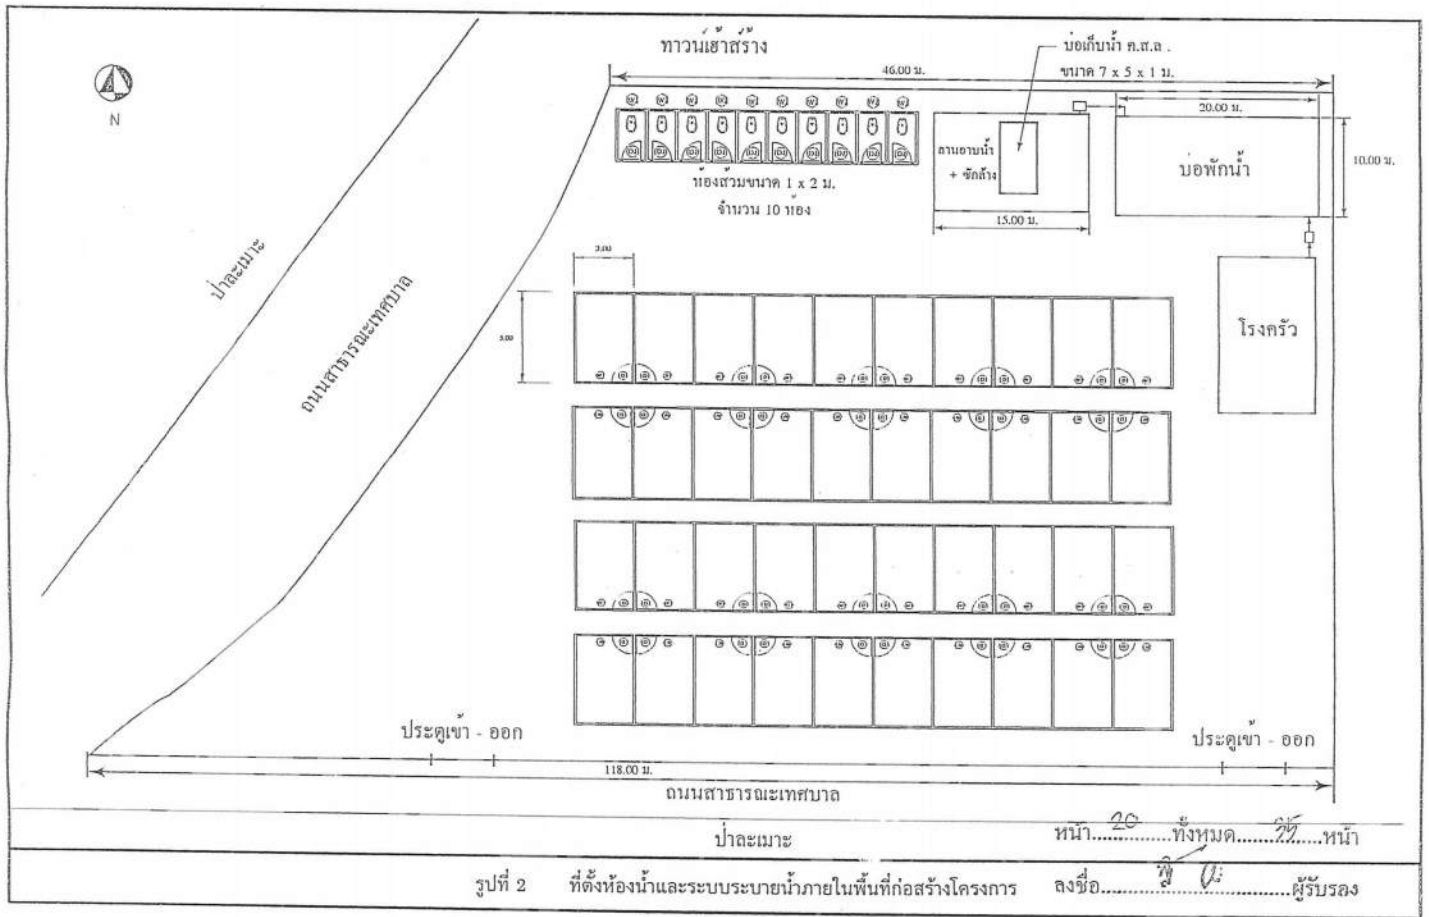 ทาวน์เฮ้าส์ร้าง
บ่อเก็บน้ำ ค.ส.ล.
ขนาด 7 x 5 x 1 ม.
46.00 ม.
N
20.00 ม.
10.00 ม.
ลานอาบน้ำ
+ ซักล้าง
บ่อพักน้ำ
ห้องส้วมขนาด 1 x 2 ม.
จำนวน 10 ห้อง
15.00 ม.
ป่าละเมาะ
ถนนสาธารณะเทศบาล
3.00
โรงครัว
ประตูเข้า - ออก
ประตูเข้า - ออก
118.00 ม.
ถนนสาธารณะเทศบาล
ป่าละเมาะ
หน้า.....20.....ทั้งหมด..........หน้า
รูปที่ 2 ที่ตั้งห้องน้ำและระบบระบายน้ำภายในพื้นที่ก่อสร้างโครงการ
ลงชื่อ..........ผู้รับรอง